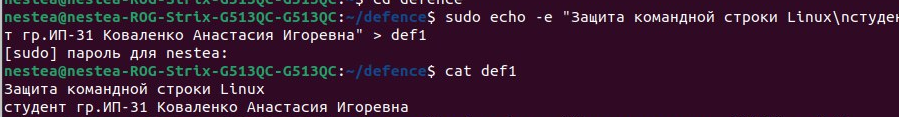 nestea@nestea-ROG-Strix-G513QC-G513QC:~$ cd defence
nestea@nestea-ROG-Strix-G513QC-G513QC:~/defence$ sudo echo -e "Защита командной строки Linux\nстуден
т гр.ИП-31 Коваленко Анастасия Игоревна" > def1
[sudo] пароль для nestea:
nestea@nestea-ROG-Strix-G513QC-G513QC:~/defence$ cat def1
Защита командной строки Linux
студент гр.ИП-31 Коваленко Анастасия Игоревна